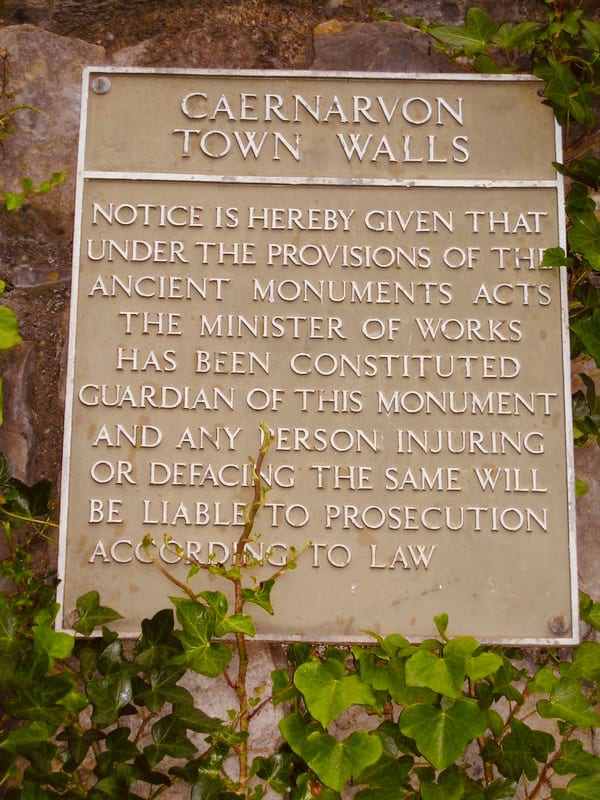 CAERNARVON
TOWN WALLS
NOTICE IS HEREBY GIVEN THAT
UNDER THE PROVISIONS OF THE
ANCIENT MONUMENTS ACTS
THE MINISTER OF WORKS
HAS BEEN CONSTITUTED
GUARDIAN OF THIS MONUMENT
AND ANY PERSON INJURING
OR DEFACING THE SAME WILL
BE LIABLE TO PROSECUTION
ACCORDING TO LAW